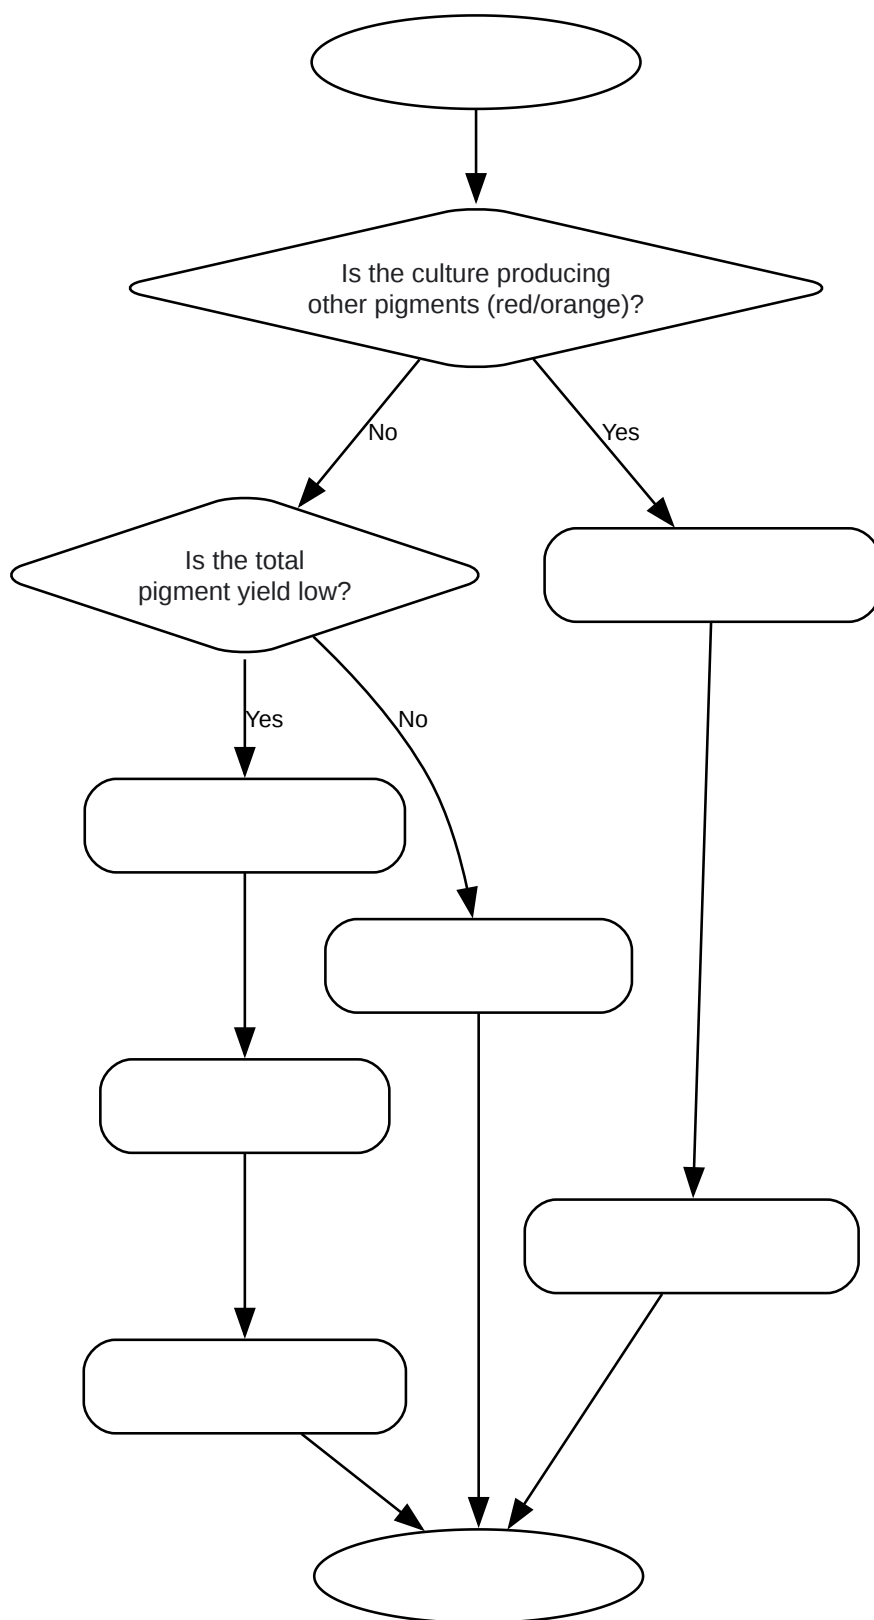 Is the culture producing
other pigments (red/orange)?
No
Yes
Is the total
pigment yield low?
Yes
No